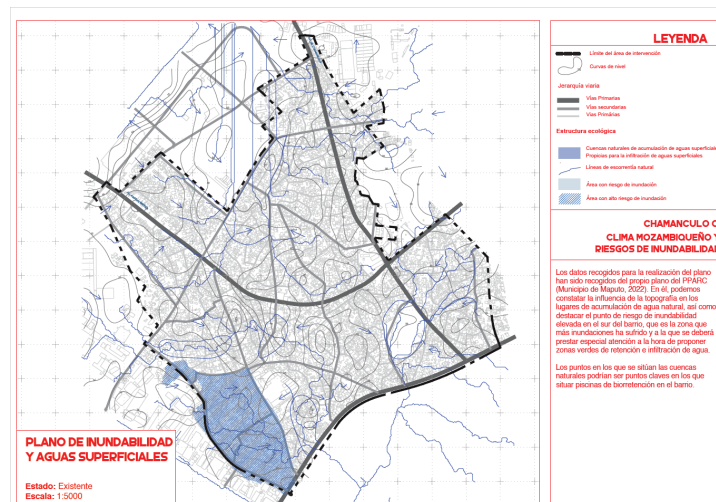 LEYENDA
Límite del área de intervención
Curvas de nivel
Jerarquía viaria
Vías Primarias
Vías secundarias
Vías Primárias
Estructura ecológica
Cuencas naturales de acumulación de aguas superficiale
Propicias para la infiltración de aguas superficiales
Líneas de escorrentía natural
Área con riesgo de inundación
Área con alto riesgo de inundación
CHAMANCULO C
CLIMA MOZAMBIQUEÑO Y
RIESGOS DE INUNDABILIDAD
Los datos recogidos para la realización del plano
han sido recogidos del propio plano del PPARC
(Municipio de Maputo, 2022). En él, podemos
constatar la influencia de la topografía en los
lugares de acumulación de agua natural, así como
destacar el punto de riesgo de inundabilidad
elevada en el sur del barrio, que es la zona que
más inundaciones ha sufrido y a la que se deberá
prestar especial atención a la hora de proponer
zonas verdes de retención e infiltración de agua.
Los puntos en los que se sitúan las cuencas
naturales podrían ser puntos claves en los que
situar piscinas de biorretención en el barrio.
PLANO DE INUNDABILIDAD
Y AGUAS SUPERFICIALES
Estado: Existente
Escala: 1:5000